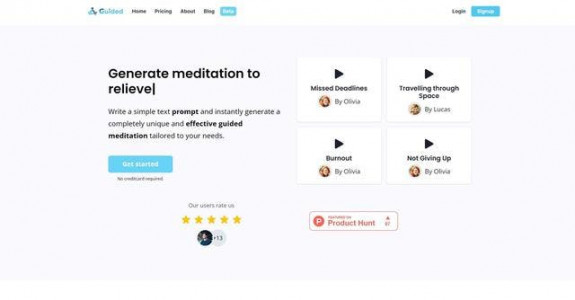 Guided
Home
Pricing
About
Blog
Beta
Login
Signup
Generate meditation to
relieve|
Write a simple text prompt and instantly generate a
completely unique and effective guided
meditation tailored to your needs.
Get started
No creditcard required
Missed Deadlines
By Olivia
Travelling through
Space
By Lucas
Burnout
By Olivia
Not Giving Up
By Olivia
Our users rate us
+13
FEATURED ON
Product Hunt
87